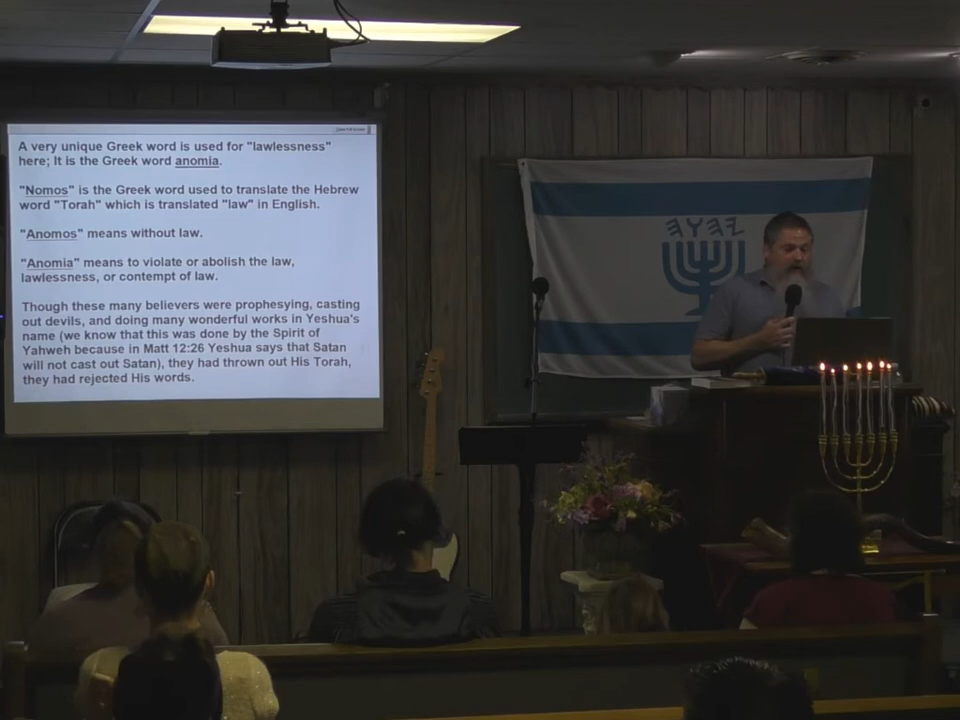 A very unique Greek word is used for "lawlessness"
here; It is the Greek word anomia.
"Nomos" is the Greek word used to translate the Hebrew
word "Torah" which is translated "law" in English.
"Anomos" means without law.
"Anomia" means to violate or abolish the law,
lawlessness, or contempt of law.
Though these many believers were prophesying, casting
out devils, and doing many wonderful works in Yeshua's
name (we know that this was done by the Spirit of
Yahweh because in Matt 12:26 Yeshua says that Satan
will not cast out Satan), they had thrown out His Torah,
they had rejected His words.
𐤉𐤄𐤅𐤄